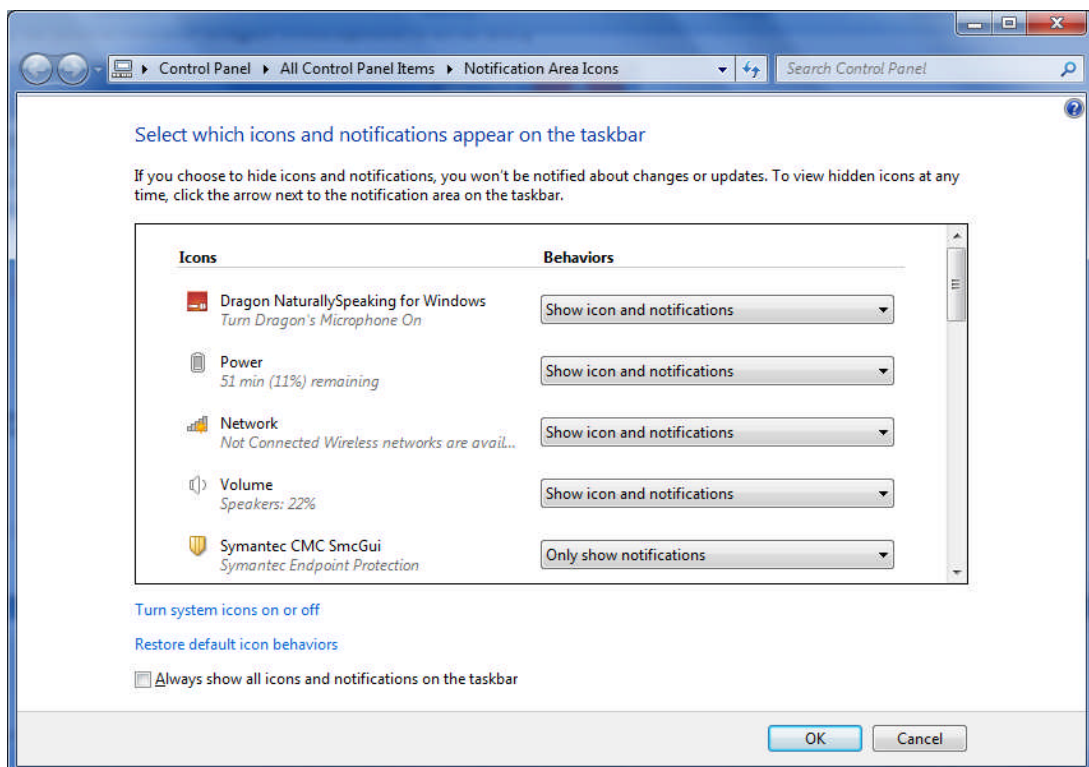 Control Panel ▸ All Control Panel Items ▸ Notification Area Icons
Search Control Panel
Select which icons and notifications appear on the taskbar
If you choose to hide icons and notifications, you won't be notified about changes or updates. To view hidden icons at any
time, click the arrow next to the notification area on the taskbar.
Icons Behaviors
Dragon NaturallySpeaking for Windows
Turn Dragon's Microphone On
Show icon and notifications
Power
51 min (11%) remaining
Show icon and notifications
Network
Not Connected Wireless networks are avail...
Show icon and notifications
Volume
Speakers: 22%
Show icon and notifications
Symantec CMC SmcGui
Symantec Endpoint Protection
Only show notifications
Turn system icons on or off
Restore default icon behaviors
Always show all icons and notifications on the taskbar
OK Cancel